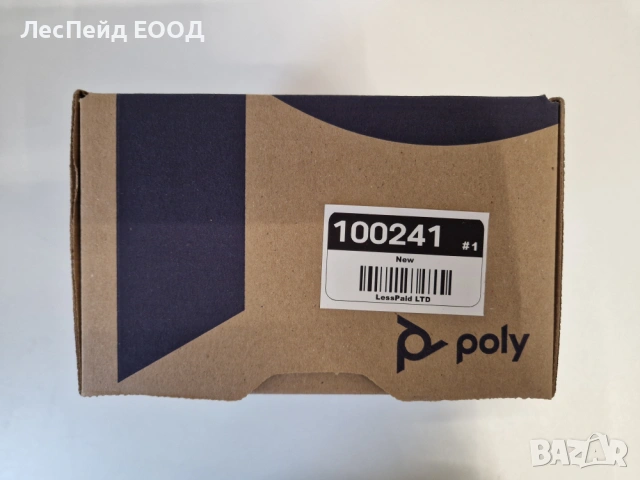 ЛесПейд ЕООД
100241 #1
New
LessPaid LTD
poly
BAZAR